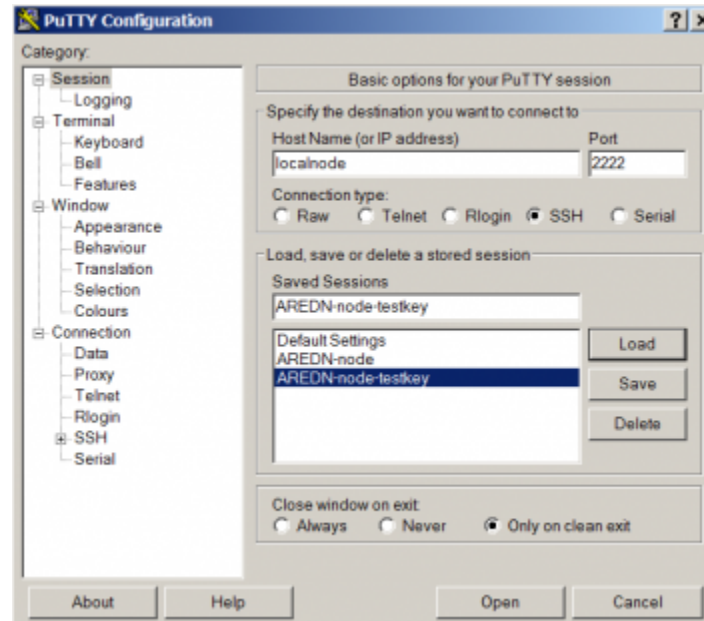 PuTTY Configuration
Category:
Session
Logging
Terminal
Keyboard
Bell
Features
Window
Appearance
Behaviour
Translation
Selection
Colours
Connection
Data
Proxy
Telnet
Rlogin
SSH
Serial
Basic options for your PuTTY session
Specify the destination you want to connect to
Host Name (or IP address) Port
localnode 2222
Connection type:
Raw Telnet Rlogin SSH Serial
Load, save or delete a stored session
Saved Sessions
AREDN-node-testkey
Default Settings
AREDN-node
AREDN-node-testkey
Load
Save
Delete
Close window on exit:
Always Never Only on clean exit
About Help Open Cancel